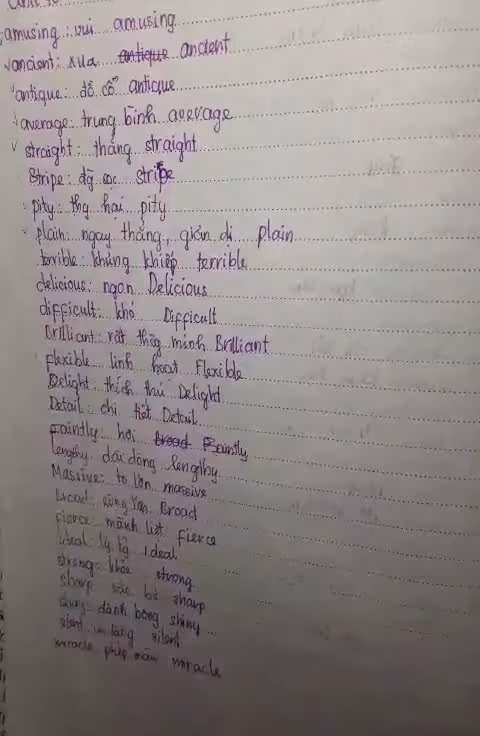 amusing: vui amusing
ancient: xưa antique ancient
antique: đồ cổ antique
average: trung bình average
straight: thẳng straight
Stripe: stripe
pity: thg hại pity
plain: ngay thẳng, giản dị plain
terrible: khủng khiếp terrible
delicious: ngon Delicious
difficult: khó Difficult
Brilliant: rất thông minh Brilliant
Flexible linh hoạt Flexible
Delight: thích thú Delight
Detail: chi tiết Detail
Faintly: hơi broad Faintly
lengthy: dài dòng lengthy
Massive: to lớn massive
Broad: rộng lớn Broad
Fierce: mãnh liệt Fierce
Ideal: lý tg ideal
strong: khỏe strong
sharp sắc bé sharp
đánh bóng shiny
silent im lặng silent
miracle phép màu miracle